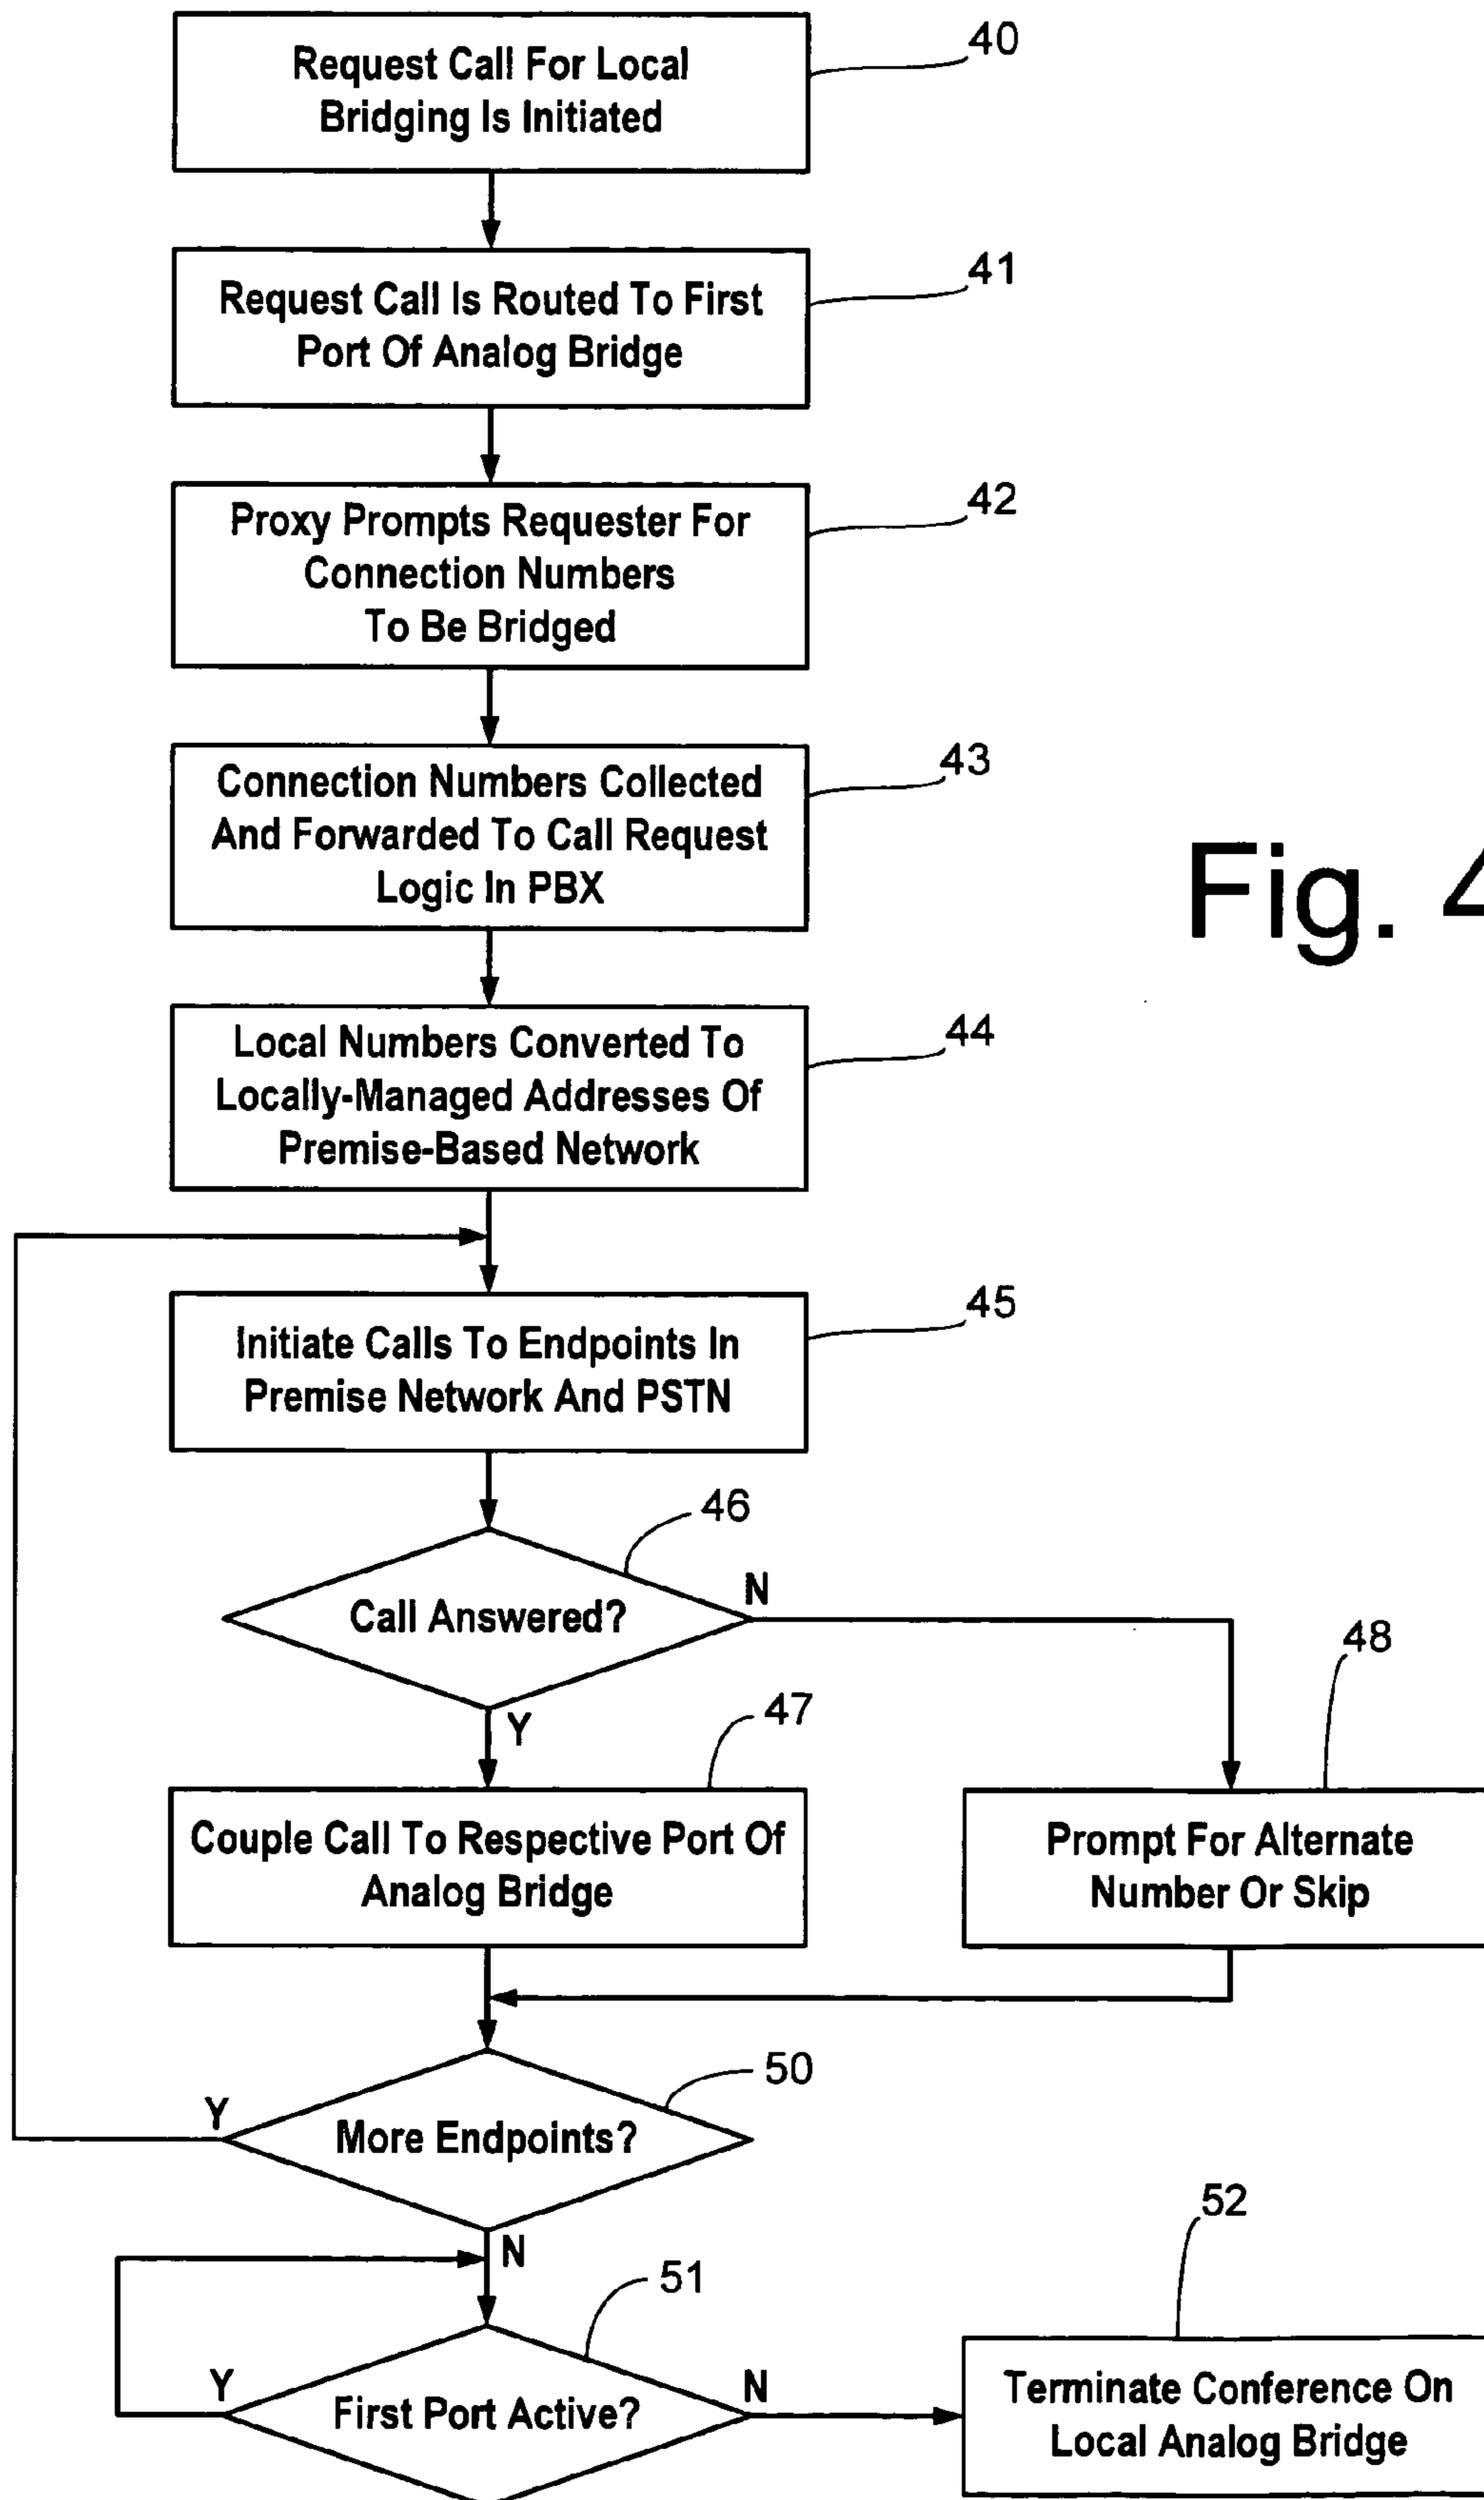 Request Call For Local
Bridging Is Initiated
40
Request Call Is Routed To First
Port Of Analog Bridge
41
Proxy Prompts Requester For
Connection Numbers
To Be Bridged
42
Connection Numbers Collected
And Forwarded To Call Request
Logic In PBX
43
Fig. 4
Local Numbers Converted To
Locally-Managed Addresses Of
Premise-Based Network
44
Initiate Calls To Endpoints In
Premise Network And PSTN
45
Call Answered?
46
N
Y
Couple Call To Respective Port Of
Analog Bridge
47
Prompt For Alternate
Number Or Skip
48
More Endpoints?
50
Y
N
First Port Active?
51
Y
N
Terminate Conference On
Local Analog Bridge
52